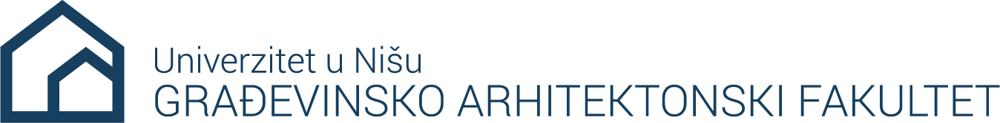 Univerzitet u Nišu
GRAĐEVINSKO ARHITEKTONSKI FAKULTET